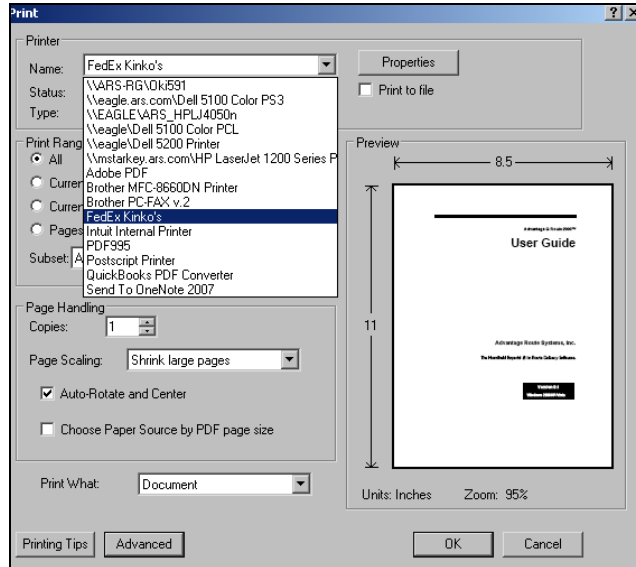 Print
Printer
Name: FedEx Kinko's Properties
Status: Print to file
Type:
\\ARS-RG\Oki591
\\eagle.ars.com\Dell 5100 Color PS3
\\EAGLE\ARS_HPLJ4050n
\\eagle\Dell 5100 Color PCL
\\eagle\Dell 5200 Printer
\\mstarkey.ars.com\HP LaserJet 1200 Series P
Adobe PDF
Brother MFC-8660DN Printer
Brother PC-FAX v.2
FedEx Kinko's
Intuit Internal Printer
PDF995
Postscript Printer
QuickBooks PDF Converter
Send To OneNote 2007
Print Rang
All
Curren
Curren
Pages
Subset: A
Page Handling
Copies: 1
Page Scaling: Shrink large pages
Auto-Rotate and Center
Choose Paper Source by PDF page size
Print What: Document
Preview
8.5
11
User Guide
Advantage Route Systems, Inc.
Units: Inches Zoom: 95%
Printing Tips Advanced OK Cancel